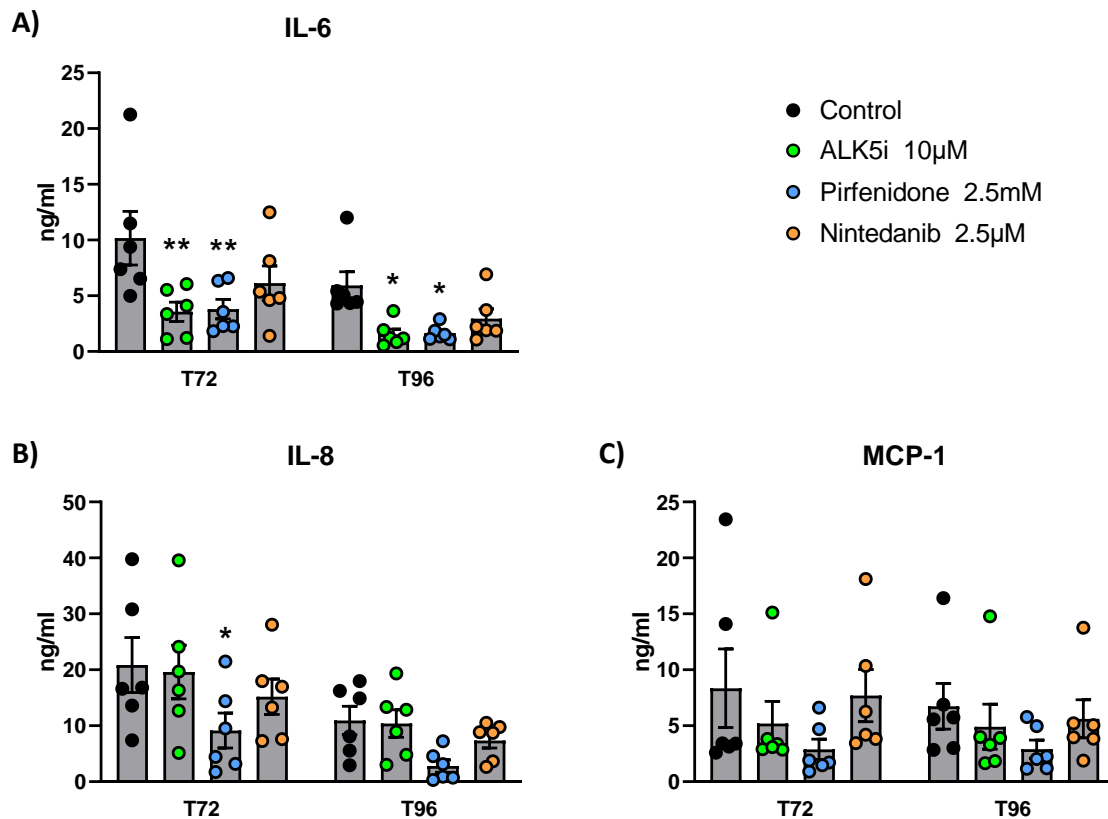 A)
IL-6
25
20
15
10
5
0
ng/ml
** ** * *
T72 T96
Control
ALK5i 10µM
Pirfenidone 2.5mM
Nintedanib 2.5µM
B)
IL-8
50
40
30
20
10
0
ng/ml
*
T72 T96
C)
MCP-1
25
20
15
10
5
0
ng/ml
T72 T96